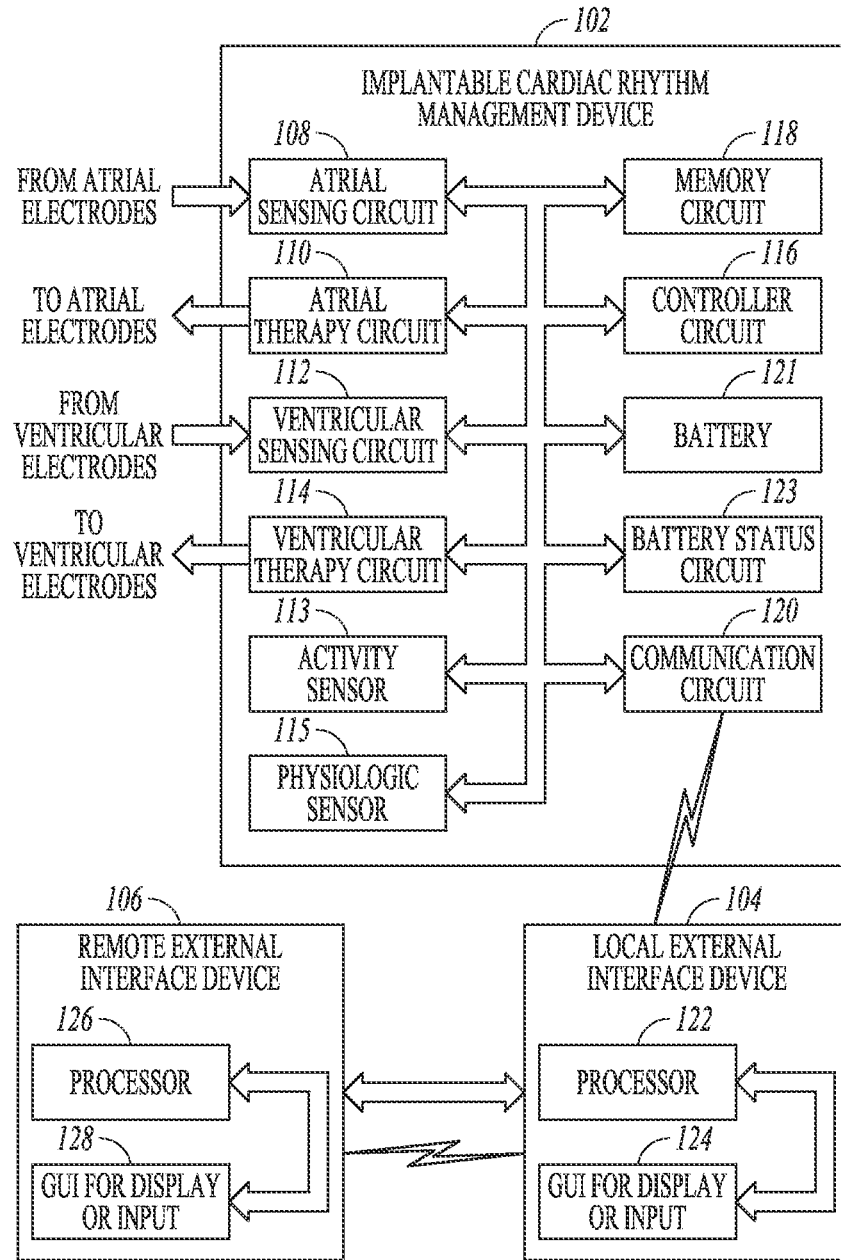 102
IMPLANTABLE CARDIAC RHYTHM
MANAGEMENT DEVICE
108
118
FROM ATRIAL
ELECTRODES
ATRIAL
SENSING CIRCUIT
MEMORY
CIRCUIT
110
116
TO ATRIAL
ELECTRODES
ATRIAL
THERAPY CIRCUIT
CONTROLLER
CIRCUIT
112
121
FROM
VENTRICULAR
ELECTRODES
VENTRICULAR
SENSING CIRCUIT
BATTERY
114
123
TO
VENTRICULAR
ELECTRODES
VENTRICULAR
THERAPY CIRCUIT
BATTERY STATUS
CIRCUIT
113
120
ACTIVITY
SENSOR
COMMUNICATION
CIRCUIT
115
PHYSIOLOGIC
SENSOR
106
104
REMOTE EXTERNAL
INTERFACE DEVICE
LOCAL EXTERNAL
INTERFACE DEVICE
126
122
PROCESSOR
PROCESSOR
128
124
GUI FOR DISPLAY
OR INPUT
GUI FOR DISPLAY
OR INPUT